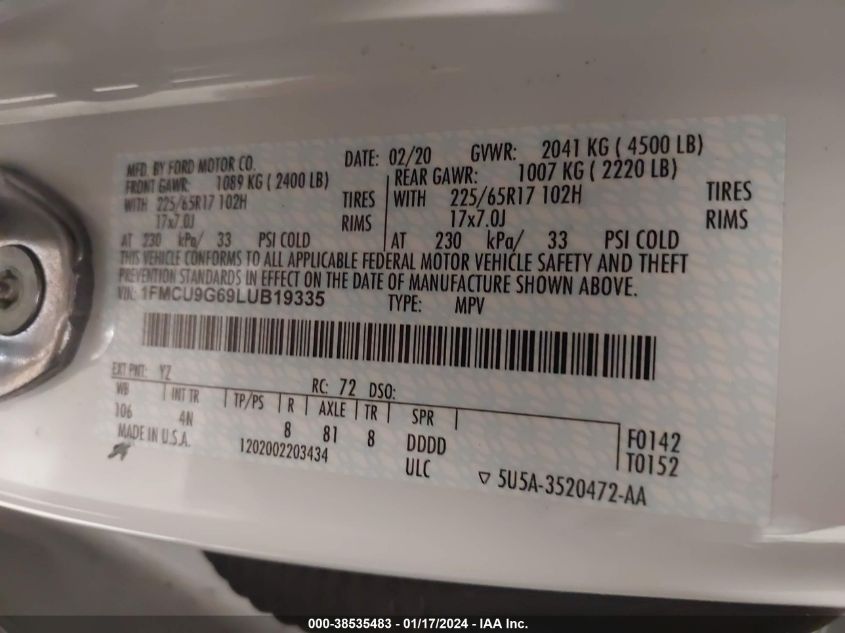 MFD. BY FORD MOTOR CO. DATE: 02/20 GVWR: 2041 KG ( 4500 LB)
FRONT GAWR: 1089 KG ( 2400 LB) REAR GAWR: 1007 KG ( 2220 LB)
WITH 225/65R17 102H TIRES WITH 225/65R17 102H TIRES
17x7.0J RIMS 17x7.0J RIMS
AT 230 kPa/ 33 PSI COLD AT 230 kPa/ 33 PSI COLD
THIS VEHICLE CONFORMS TO ALL APPLICABLE FEDERAL MOTOR VEHICLE SAFETY AND THEFT
PREVENTION STANDARDS IN EFFECT ON THE DATE OF MANUFACTURE SHOWN ABOVE.
VIN: 1FMCU9G69LUB19335 TYPE: MPV
EXT PNT: YZ RC: 72 DSO:
WB INT TR TP/PS R AXLE TR SPR
106 4N 8 81 8 DDDD F0142
MADE IN U.S.A. 1202002203434 ULC T0152
5U5A-3520472-AA
000-38535483 - 01/17/2024 - IAA Inc.